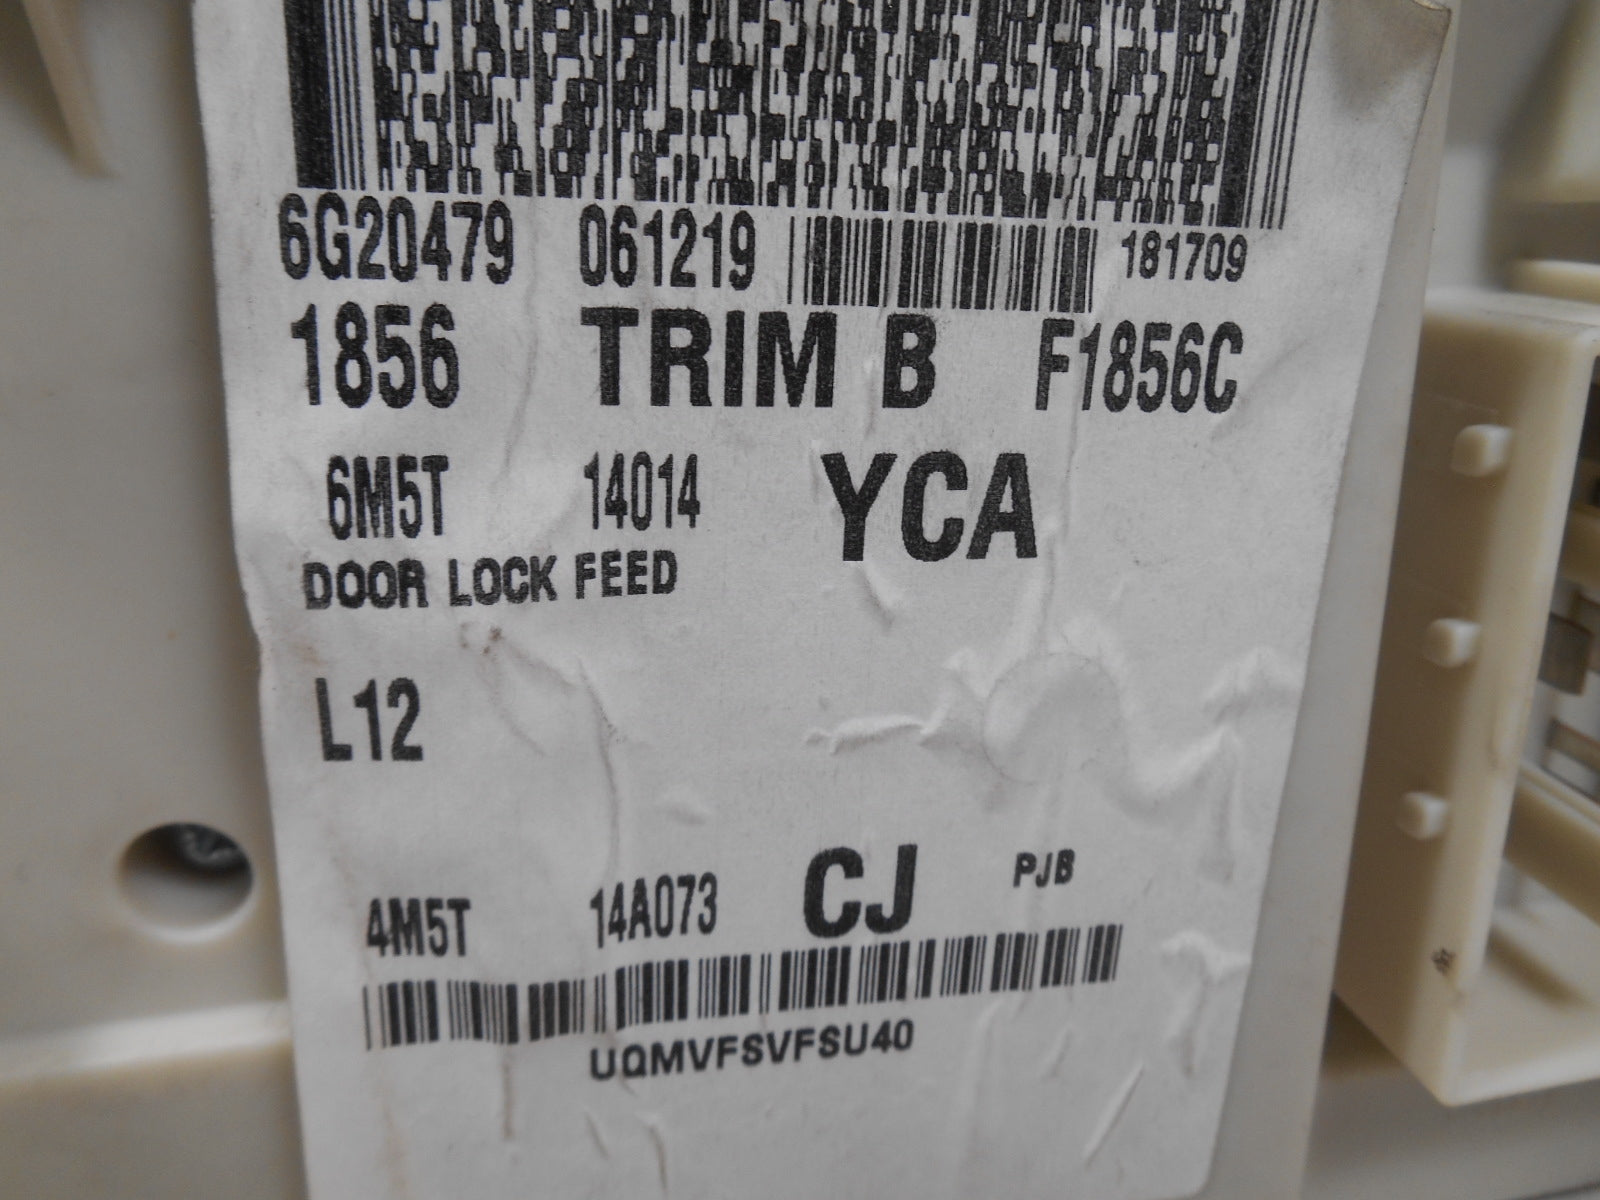 6G20479 061219 181709
1856 TRIM B F1856C
6M5T 14014 YCA
DOOR LOCK FEED
L12
4M5T 14A073 CJ PJB
UQMVFSVFSU40